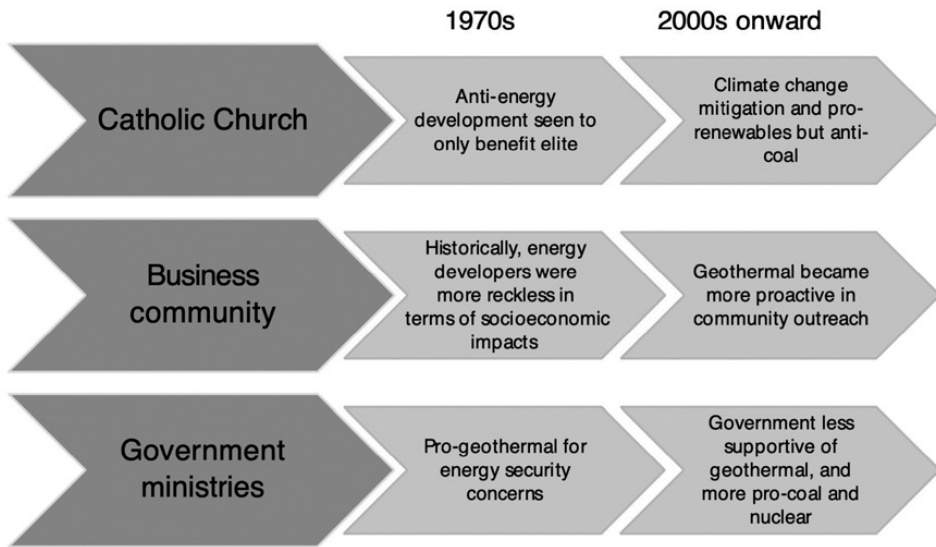 1970s
2000s onward
Catholic Church
Anti-energy
development seen to
only benefit elite
Climate change
mitigation and pro-
renewables but anti-
coal
Business
community
Historically, energy
developers were
more reckless in
terms of socioeconomic
impacts
Geothermal became
more proactive in
community outreach
Government
ministries
Pro-geothermal for
energy security
concerns
Government less
supportive of
geothermal, and
more pro-coal and
nuclear